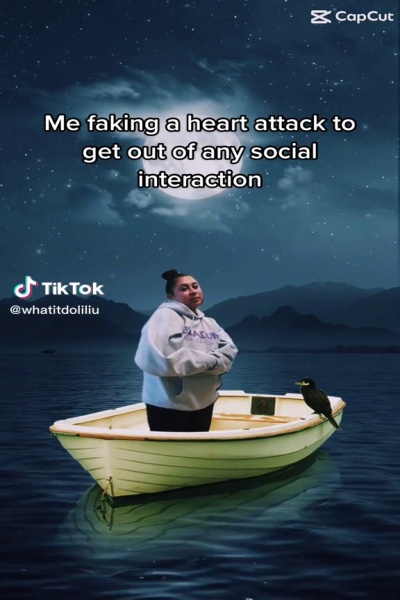 CapCut
Me faking a heart attack to
get out of any social
interaction
TikTok
@whatitdoliliu